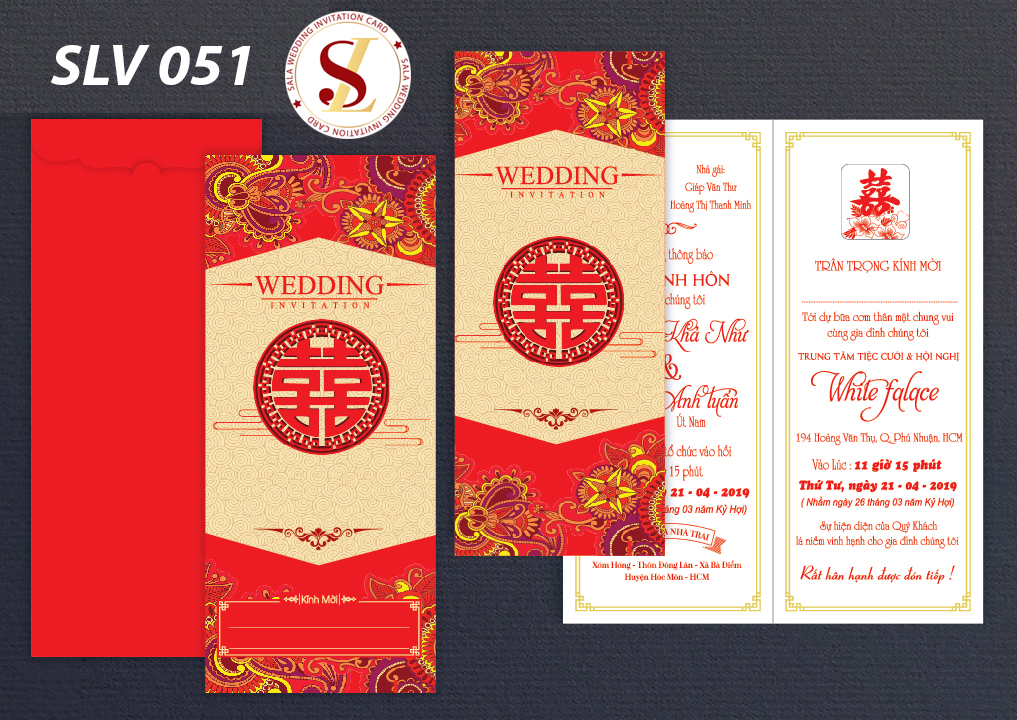 SLV 051
SALA WEDDING INVITATION CARD
SALA WEDDING INVITATION CARD
SL
WEDDING
INVITATION
Kính Mời
WEDDING
INVITATION
Nhà gái:
Giáp Văn Thư
Hoàng Thị Thanh Minh
thông báo
NH HÔN
chúng tôi
Khả Như
&
Anh tuấn
Út Nam
chức vào hồi
15 phút
21 - 04 - 2019
03 năm Kỷ Hợi)
NHÀ TRAI
Xóm Hóng - Thôn Đông Lân - Xã Bà Điểm
Huyện Hóc Môn - HCM
囍
TRÂN TRỌNG KÍNH MỜI
Tới dự bữa cơm thân mật chung vui
cùng gia đình chúng tôi
TRUNG TÂM TIỆC CƯỚI & HỘI NGHỊ
White falace
194 Hoàng Văn Thụ, Q. Phú Nhuận, HCM
Vào Lúc : 11 giờ 15 phút
Thứ Tư, ngày 21 - 04 - 2019
( Nhằm ngày 26 tháng 03 năm Kỷ Hợi)
Sự hiện diện của Quý Khách
là niềm vinh hạnh cho gia đình chúng tôi
Rất hân hạnh được đón tiếp !